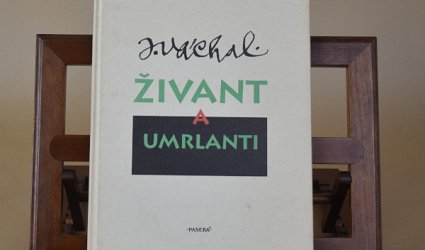 J.Váchal.
ŽIVANT
A
UMRLANTI
·PASEKA·